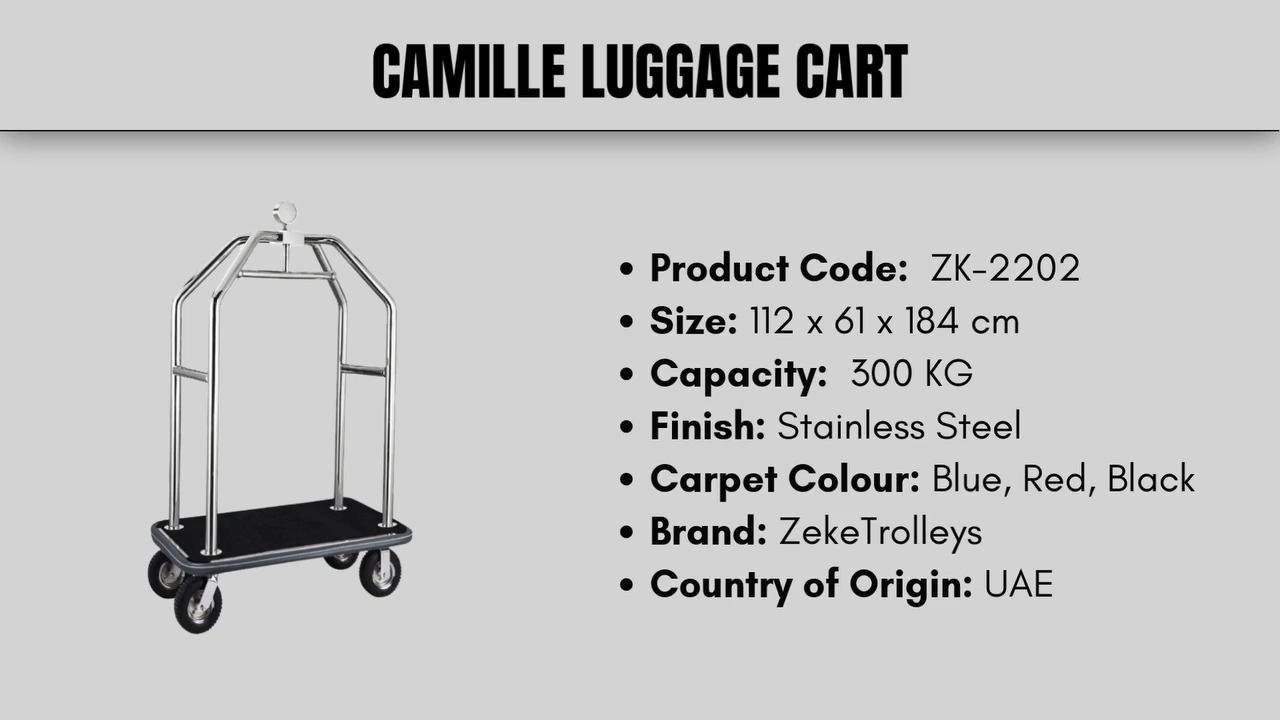 CAMILLE LUGGAGE CART
• Product Code: ZK-2202
• Size: 112 x 61 x 184 cm
• Capacity: 300 KG
• Finish: Stainless Steel
• Carpet Colour: Blue, Red, Black
• Brand: ZekeTrolleys
• Country of Origin: UAE